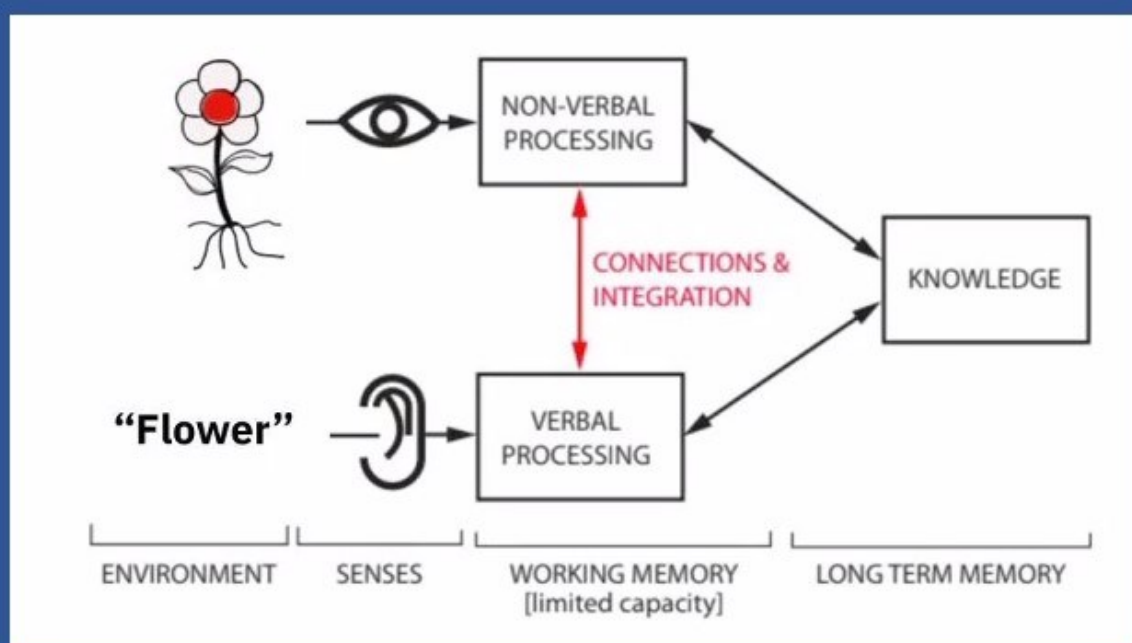 NON-VERBAL
PROCESSING
CONNECTIONS &
INTEGRATION
KNOWLEDGE
“Flower”
VERBAL
PROCESSING
ENVIRONMENT
SENSES
WORKING MEMORY
[limited capacity]
LONG TERM MEMORY